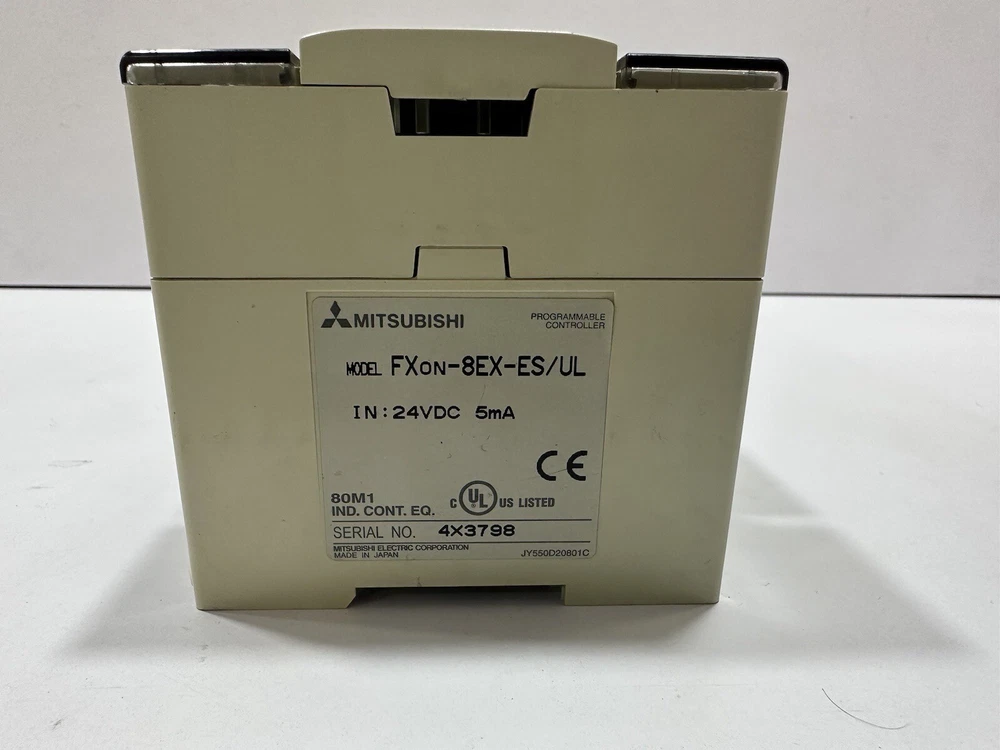 MITSUBISHI
PROGRAMMABLE
CONTROLLER
MODEL FX0N-8EX-ES/UL
IN:24VDC 5mA
CE
80M1
IND. CONT. EQ.
C UL US LISTED
SERIAL NO. 4X3798
MITSUBISHI ELECTRIC CORPORATION
MADE IN JAPAN
JY550D20801C